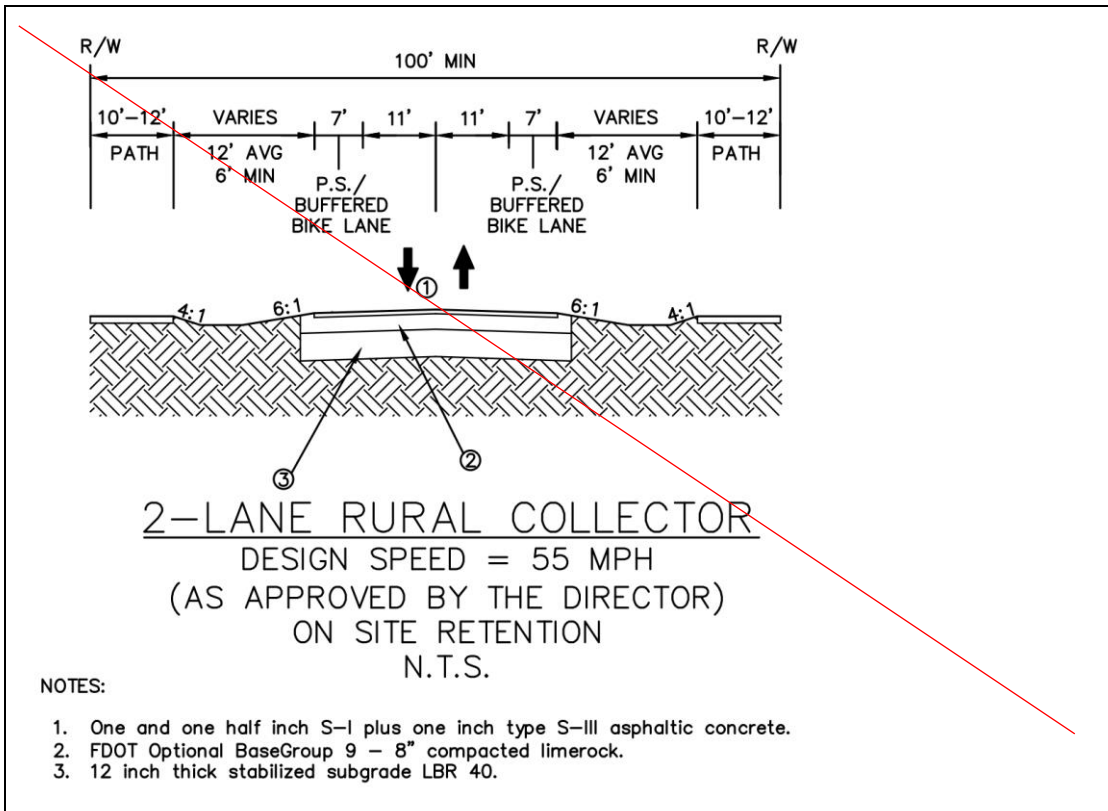 R/W R/W
100' MIN
10'-12' VARIES 7' 11' 11' 7' VARIES 10'-12'
PATH 12' AVG 12' AVG PATH
6' MIN 6' MIN
P.S./ P.S./
BUFFERED BUFFERED
BIKE LANE BIKE LANE
1
4:1 6:1 6:1 4:1
2
3
2-LANE RURAL COLLECTOR
DESIGN SPEED = 55 MPH
(AS APPROVED BY THE DIRECTOR)
ON SITE RETENTION
N.T.S.
NOTES:
1. One and one half inch S-I plus one inch type S-III asphaltic concrete.
2. FDOT Optional BaseGroup 9 - 8" compacted limerock.
3. 12 inch thick stabilized subgrade LBR 40.